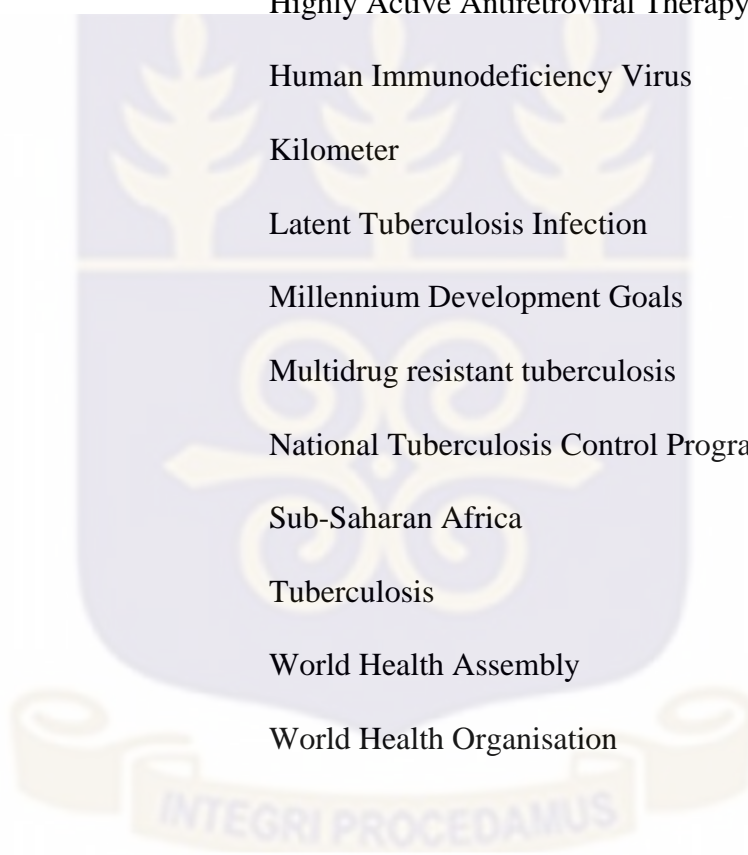 Highly Active Antiretroviral Therapy
Human Immunodeficiency Virus
Kilometer
Latent Tuberculosis Infection
Millennium Development Goals
Multidrug resistant tuberculosis
National Tuberculosis Control Progra
Sub-Saharan Africa
Tuberculosis
World Health Assembly
World Health Organisation
INTEGRI PROCEDAMUS